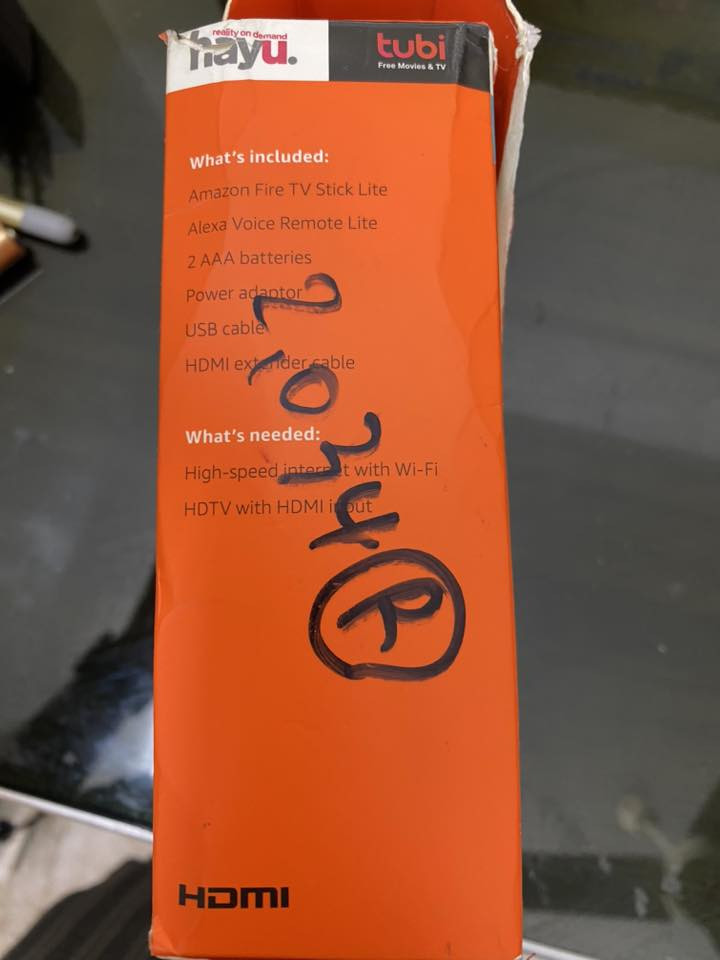 reality on demand
hayu.
tubi
Free Movies & TV
What's included:
Amazon Fire TV Stick Lite
Alexa Voice Remote Lite
2 AAA batteries
Power adaptor
USB cable
HDMI extender cable
What's needed:
High-speed internet with Wi-Fi
HDTV with HDMI input
2,034 R
HDMI